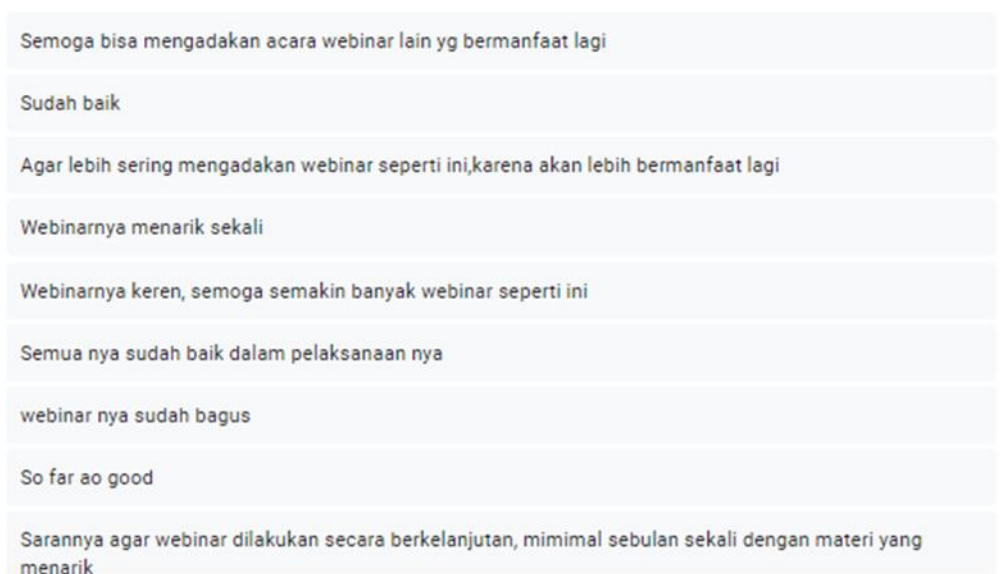 Semoga bisa mengadakan acara webinar lain yg bermanfaat lagi
Sudah baik
Agar lebih sering mengadakan webinar seperti ini,karena akan lebih bermanfaat lagi
Webinarnya menarik sekali
Webinarnya keren, semoga semakin banyak webinar seperti ini
Semua nya sudah baik dalam pelaksanaan nya
webinar nya sudah bagus
So far ao good
Sarannya agar webinar dilakukan secara berkelanjutan, mimimal sebulan sekali dengan materi yang
menarik